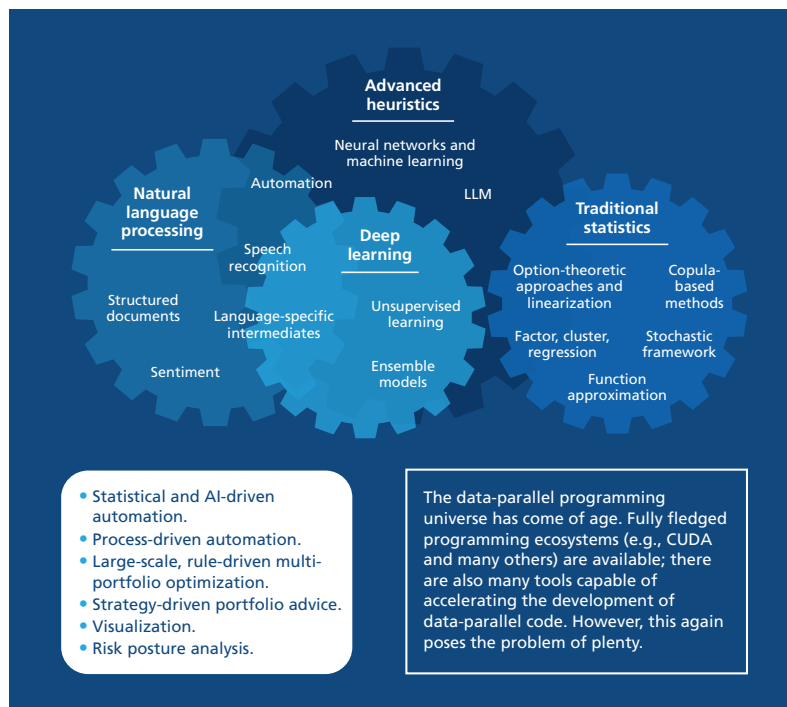 Advanced
heuristics
Neural networks and
machine learning
LLM
Automation
Natural
language
processing
Speech
recognition
Structured
documents
Language-specific
intermediates
Sentiment
Deep
learning
Unsupervised
learning
Ensemble
models
Traditional
statistics
Option-theoretic
approaches and
linearization
Copula-
based
methods
Factor, cluster,
regression
Stochastic
framework
Function
approximation
• Statistical and AI-driven
automation.
• Process-driven automation.
• Large-scale, rule-driven multi-
portfolio optimization.
• Strategy-driven portfolio advice.
• Visualization.
• Risk posture analysis.
The data-parallel programming
universe has come of age. Fully fledged
programming ecosystems (e.g., CUDA
and many others) are available; there
are also many tools capable of
accelerating the development of
data-parallel code. However, this again
poses the problem of plenty.